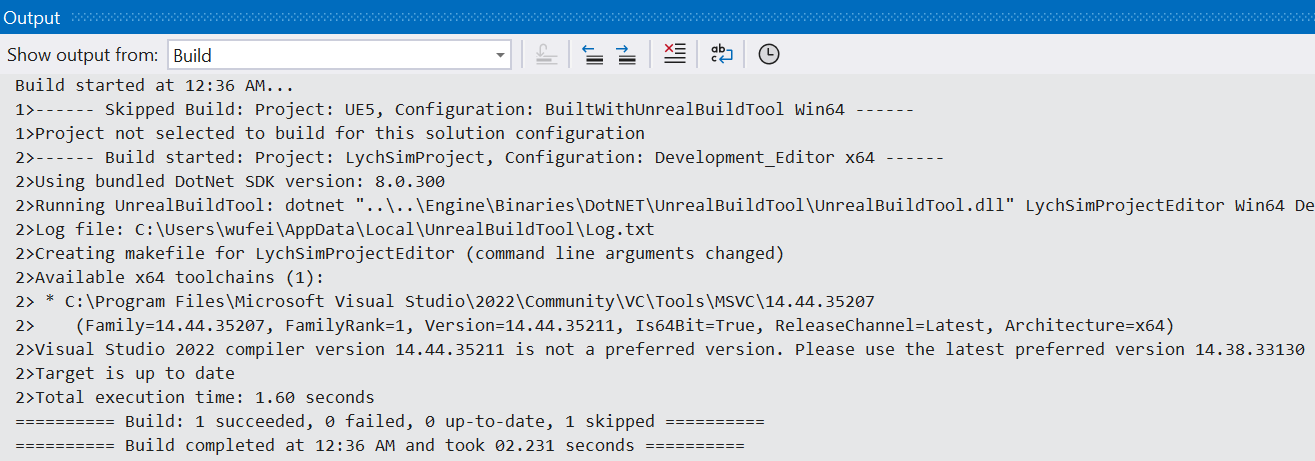 Output
Show output from: Build
Build started at 12:36 AM...
1>------ Skipped Build: Project: UE5, Configuration: BuiltWithUnrealBuildTool Win64 ------
1>Project not selected to build for this solution configuration
2>------ Build started: Project: LychSimProject, Configuration: Development_Editor x64 ------
2>Using bundled DotNet SDK version: 8.0.300
2>Running UnrealBuildTool: dotnet "..\..\Engine\Binaries\DotNET\UnrealBuildTool\UnrealBuildTool.dll" LychSimProjectEditor Win64 De
2>Log file: C:\Users\wufei\AppData\Local\UnrealBuildTool\Log.txt
2>Creating makefile for LychSimProjectEditor (command line arguments changed)
2>Available x64 toolchains (1):
2> * C:\Program Files\Microsoft Visual Studio\2022\Community\VC\Tools\MSVC\14.44.35207
2>    (Family=14.44.35207, FamilyRank=1, Version=14.44.35211, Is64Bit=True, ReleaseChannel=Latest, Architecture=x64)
2>Visual Studio 2022 compiler version 14.44.35211 is not a preferred version. Please use the latest preferred version 14.38.33130
2>Target is up to date
2>Total execution time: 1.60 seconds
========== Build: 1 succeeded, 0 failed, 0 up-to-date, 1 skipped ==========
========== Build completed at 12:36 AM and took 02.231 seconds ==========